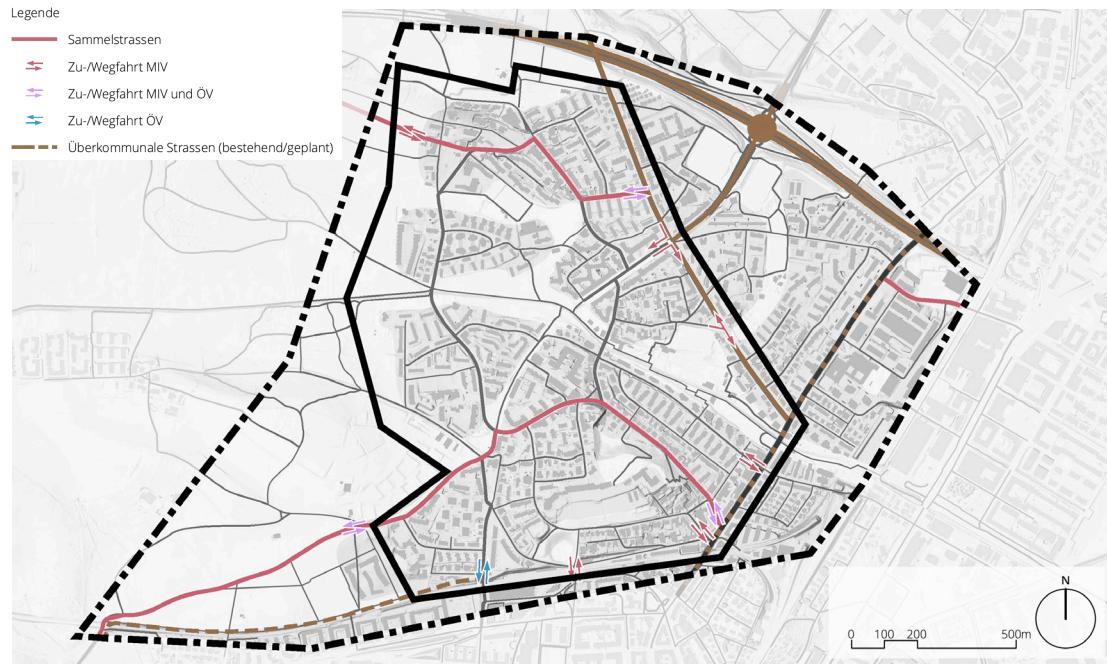 Legende
Sammelstrassen
Zu-/Wegfahrt MIV
Zu-/Wegfahrt MIV und ÖV
Zu-/Wegfahrt ÖV
Überkommunale Strassen (bestehend/geplant)
N
0 100 200 500m